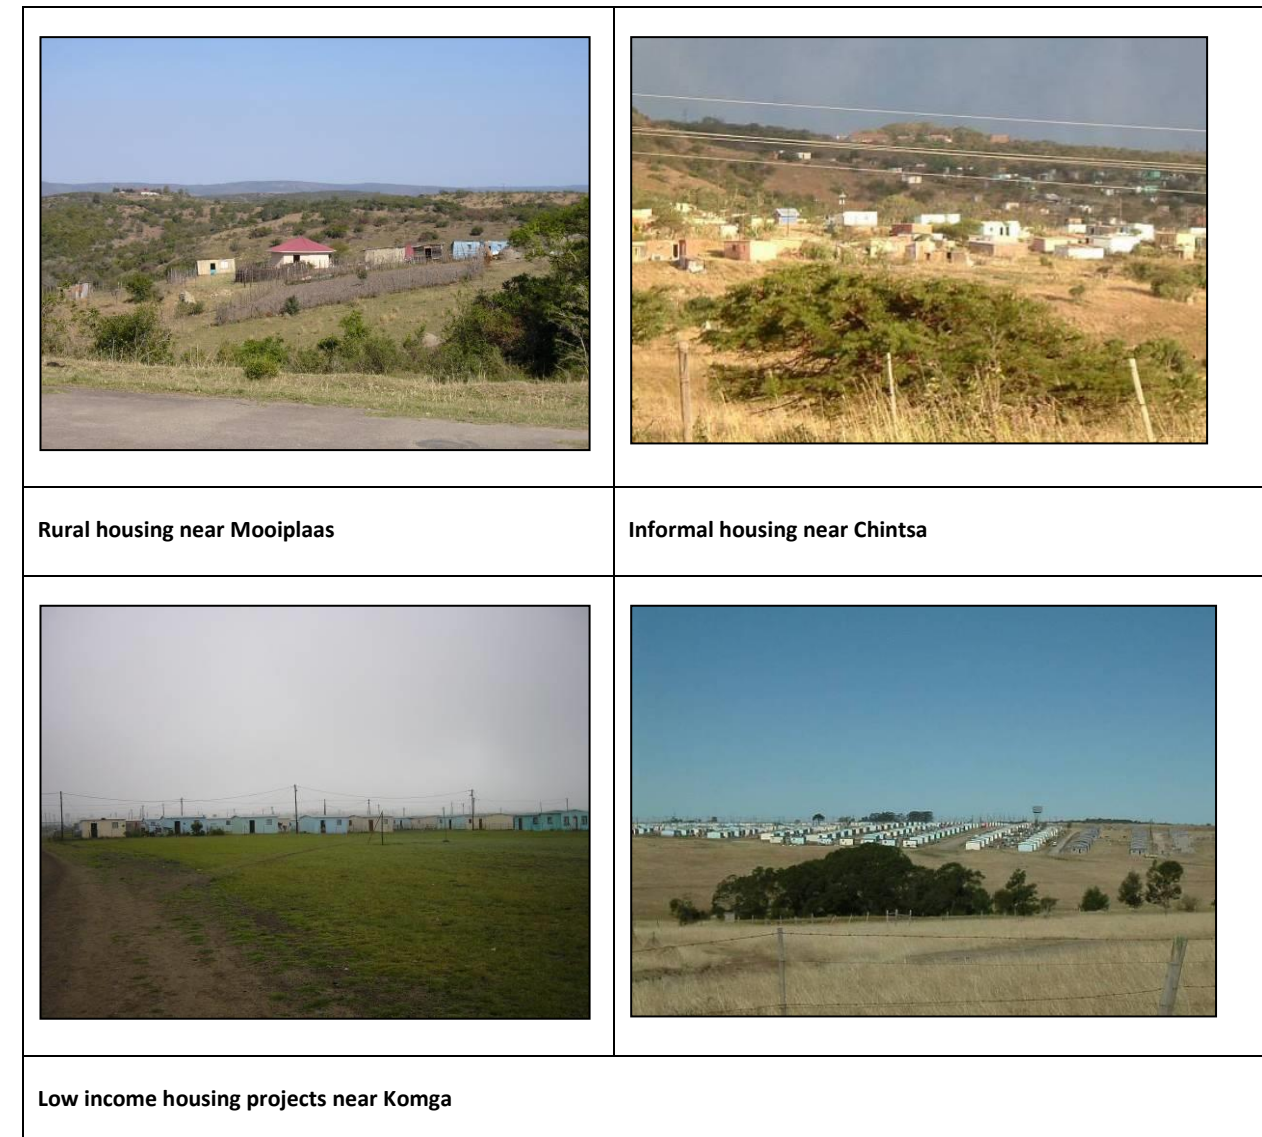 Rural housing near Mooiplaas
Informal housing near Chintsa
Low income housing projects near Komga